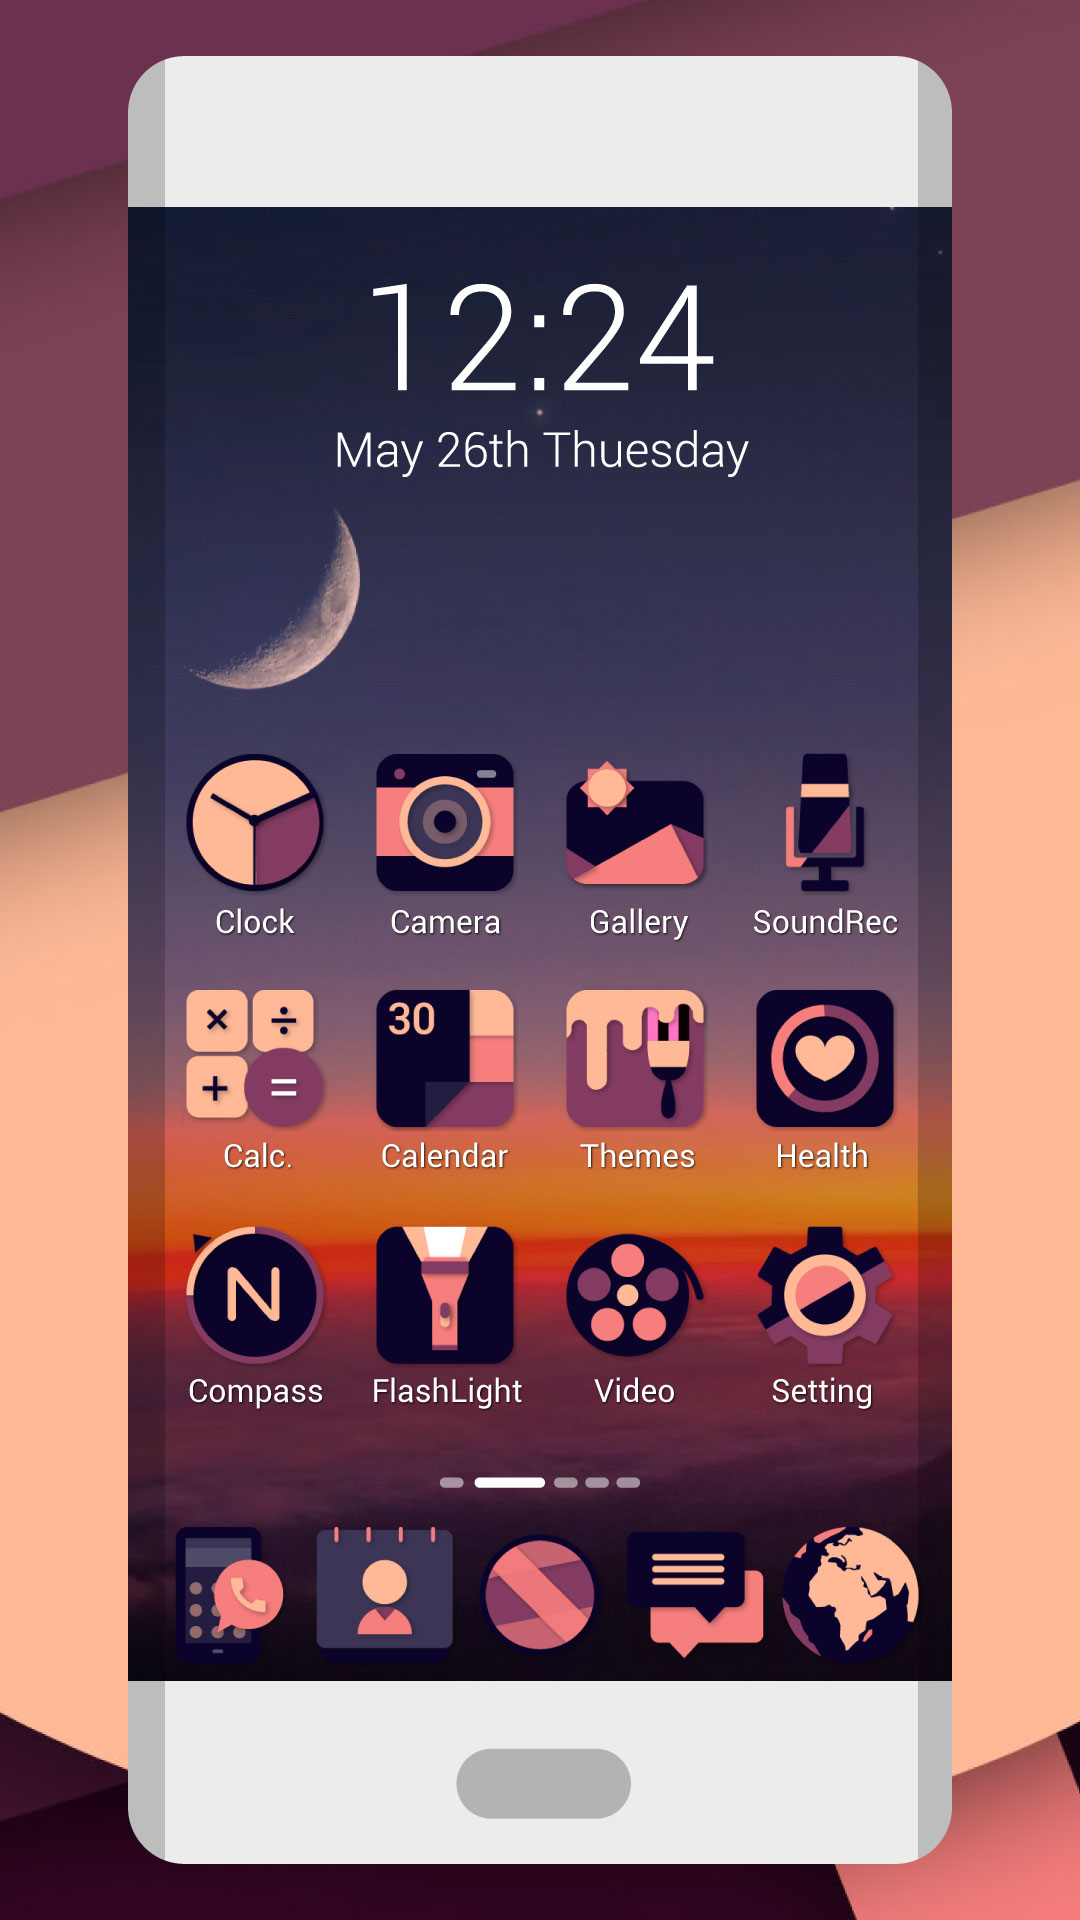 12:24
May 26th Thuesday
Clock Camera Gallery SoundRec
× ÷ 30
+ =
Calc. Calendar Themes Health
N
Compass FlashLight Video Setting